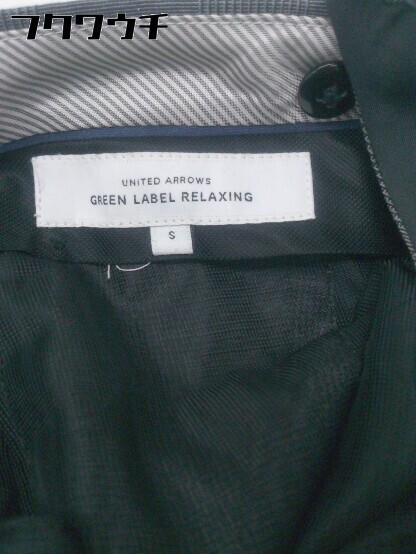 フクワウチ
UNITED ARROWS
GREEN LABEL RELAXING
S